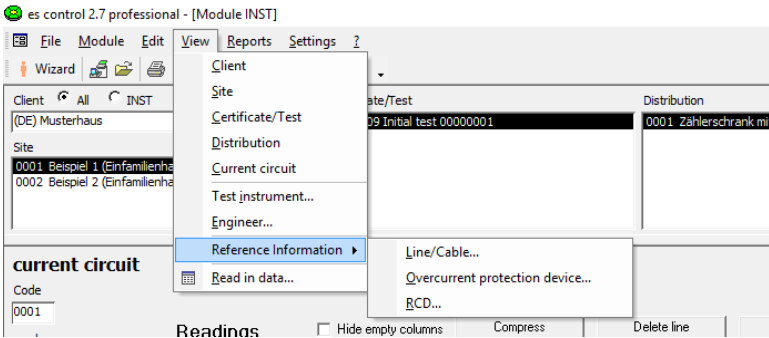 es control 2.7 professional - [Module INST]
File Module Edit View Reports Settings ?
Wizard
Client All INST
(DE) Musterhaus
Site
0001 Beispiel 1 (Einfamilienha
0002 Beispiel 2 (Einfamilienha
Client
Site
Certificate/Test
Distribution
Current circuit
Test instrument...
Engineer...
Reference Information
Read in data...
Line/Cable...
Overcurrent protection device...
RCD...
ate/Test
09 Initial test 00000001
Distribution
0001 Zählerschrank mi
current circuit
Code
0001
Readings
Hide empty columns
Compress
Delete line